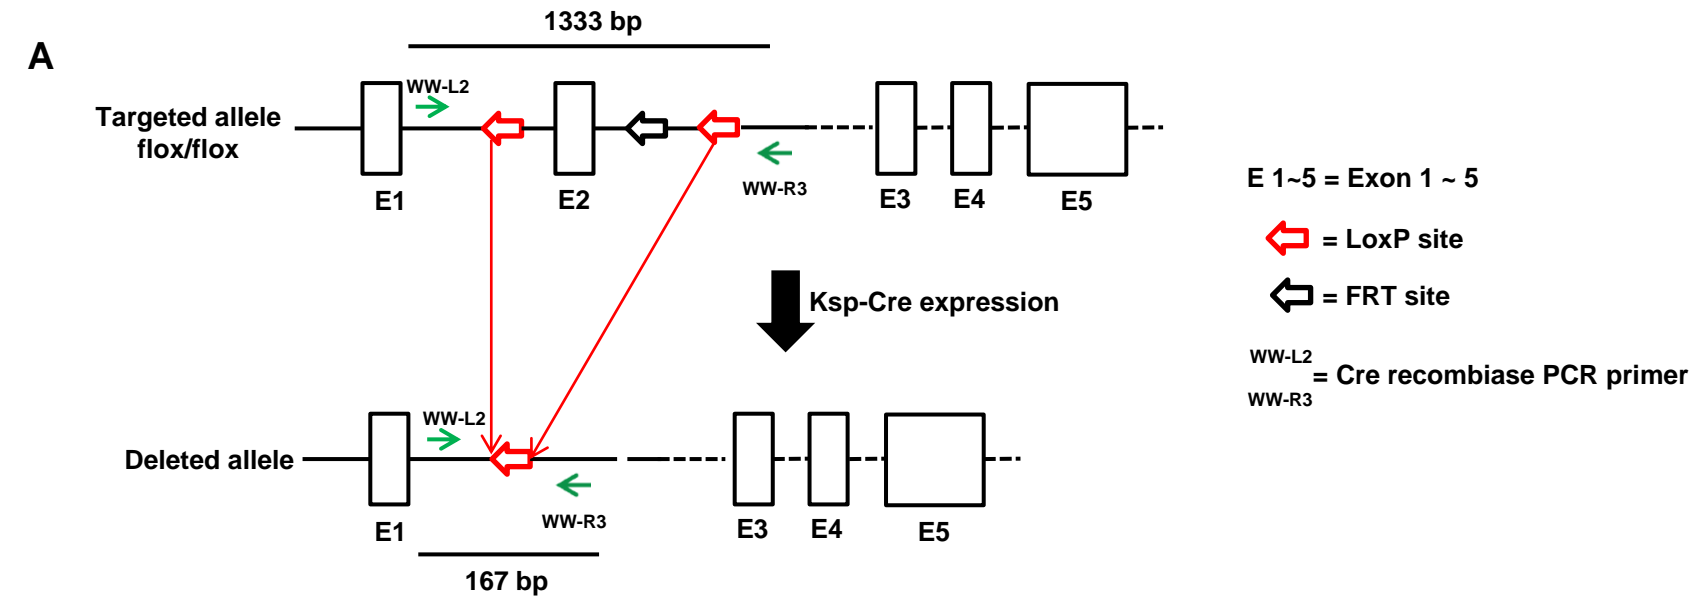 A
1333 bp
WW-L2
Targeted allele
flox/flox
WW-R3
E1
E2
E3
E4
E5
E 1~5 = Exon 1 ~ 5
= LoxP site
= FRT site
WW-L2
= Cre recombiase PCR primer
WW-R3
Ksp-Cre expression
WW-L2
Deleted allele
WW-R3
E1
E3
E4
E5
167 bp